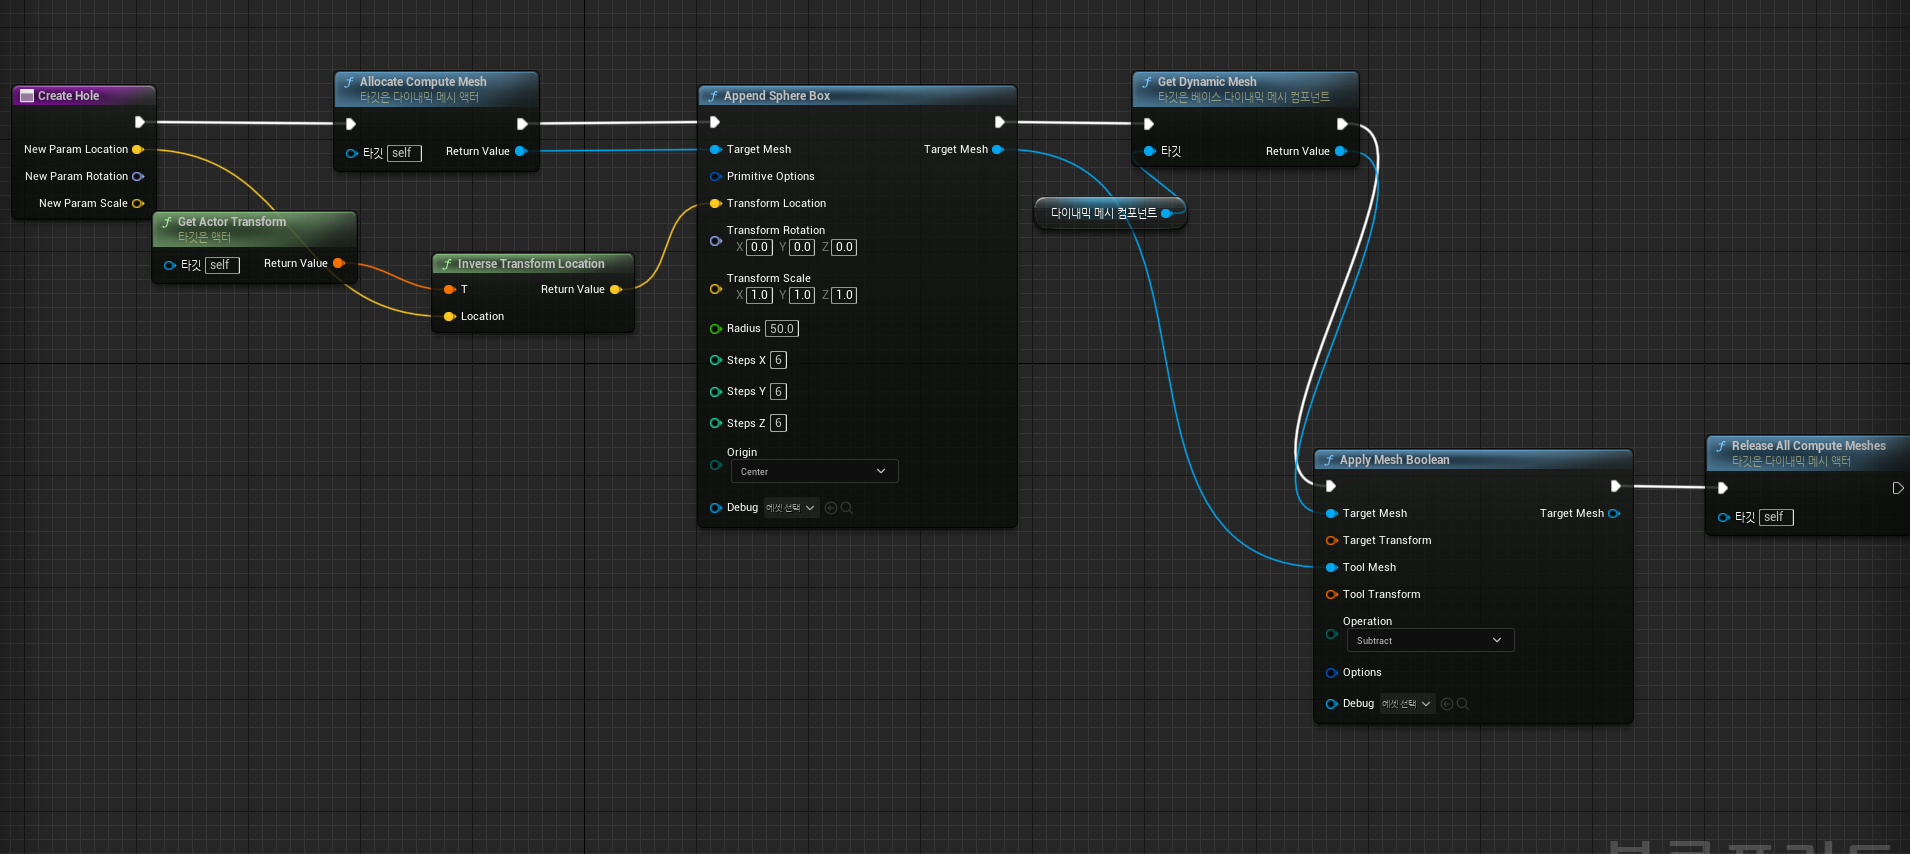 Create Hole
New Param Location
New Param Rotation
New Param Scale
Allocate Compute Mesh
타깃은 다이내믹 메시 액터
타깃 self
Return Value
Get Actor Transform
타깃은 액터
타깃 self
Return Value
Inverse Transform Location
T
Return Value
Location
Append Sphere Box
Target Mesh
Target Mesh
Primitive Options
Transform Location
Transform Rotation
X 0.0 Y 0.0 Z 0.0
Transform Scale
X 1.0 Y 1.0 Z 1.0
Radius 50.0
Steps X 6
Steps Y 6
Steps Z 6
Origin
Center
Debug 에셋 선택
Get Dynamic Mesh
타깃은 베이스 다이내믹 메시 컴포넌트
타깃
Return Value
다이내믹 메시 컴포넌트
Apply Mesh Boolean
Target Mesh
Target Mesh
Target Transform
Tool Mesh
Tool Transform
Operation
Subtract
Options
Debug 에셋 선택
Release All Compute Meshes
타깃은 다이내믹 메시 액터
타깃 self